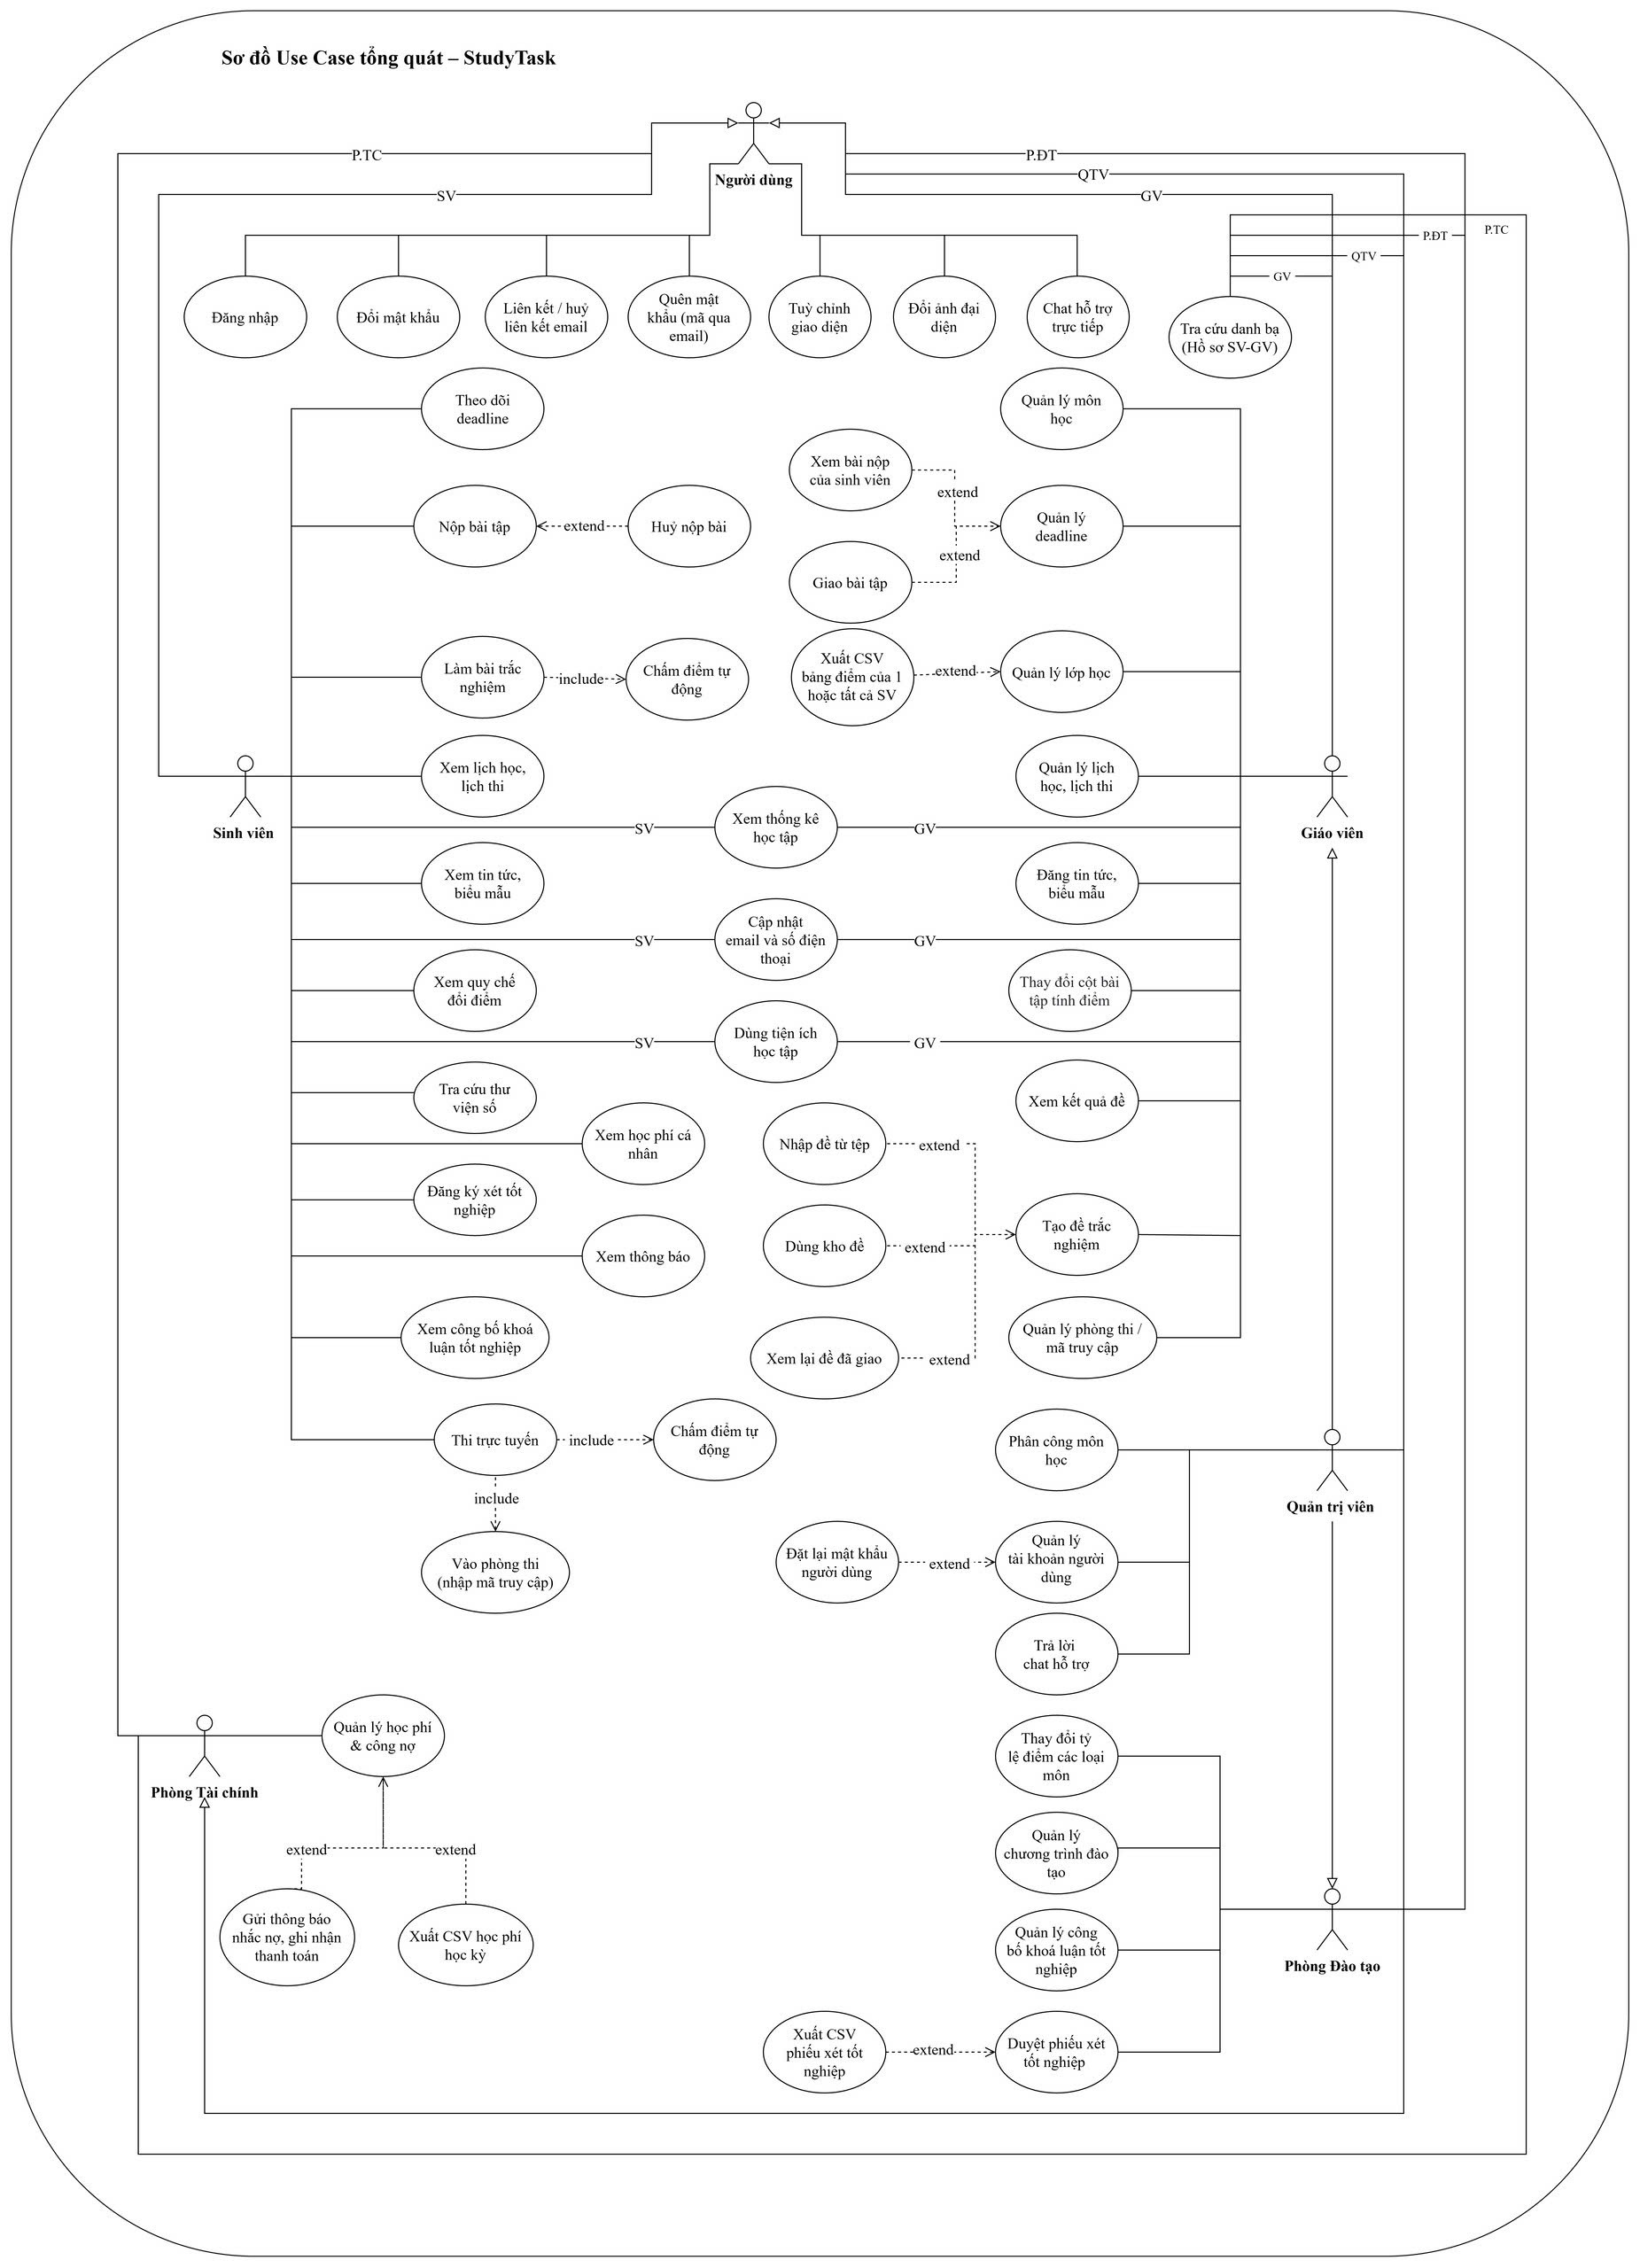 Sơ đồ Use Case tổng quát – StudyTask
Người dùng
P.TC
P.ĐT
QTV
SV
GV
P.TC
P.ĐT
QTV
GV
Đăng nhập
Đổi mật khẩu
Liên kết / huỷ
liên kết email
Quên mật
khẩu (mã qua
email)
Tuỳ chỉnh
giao diện
Đổi ảnh đại
diện
Chat hỗ trợ
trực tiếp
Tra cứu danh bạ
(Hồ sơ SV-GV)
Theo dõi
deadline
Quản lý môn
học
Xem bài nộp
của sinh viên
extend
Nộp bài tập
extend
Huỷ nộp bài
Quản lý
deadline
extend
Giao bài tập
Làm bài trắc
nghiệm
include
Chấm điểm tự
động
Xuất CSV
bảng điểm của 1
hoặc tất cả SV
extend
Quản lý lớp học
Sinh viên
Xem lịch học,
lịch thi
Quản lý lịch
học, lịch thi
Giáo viên
SV
Xem thống kê
học tập
GV
Xem tin tức,
biểu mẫu
Đăng tin tức,
biểu mẫu
SV
Cập nhật
email và số điện
thoại
GV
Xem quy chế
đổi điểm
Thay đổi cột bài
tập tính điểm
SV
Dùng tiện ích
học tập
GV
Tra cứu thư
viện số
Xem kết quả đề
Xem học phí cá
nhân
Nhập đề từ tệp
extend
Đăng ký xét tốt
nghiệp
Xem thông báo
Dùng kho đề
extend
Tạo đề trắc
nghiệm
Xem công bố khoá
luận tốt nghiệp
Xem lại đề đã giao
extend
Quản lý phòng thi /
mã truy cập
Thi trực tuyến
include
Chấm điểm tự
động
Phân công môn
học
Quản trị viên
include
Vào phòng thi
(nhập mã truy cập)
Đặt lại mật khẩu
người dùng
extend
Quản lý
tài khoản người
dùng
Trả lời
chat hỗ trợ
Phòng Tài chính
Quản lý học phí
& công nợ
Thay đổi tỷ
lệ điểm các loại
môn
extend
extend
Quản lý
chương trình đào
tạo
Gửi thông báo
nhắc nợ, ghi nhận
thanh toán
Xuất CSV học phí
học kỳ
Quản lý công
bố khoá luận tốt
nghiệp
Phòng Đào tạo
Xuất CSV
phiếu xét tốt
nghiệp
extend
Duyệt phiếu xét
tốt nghiệp